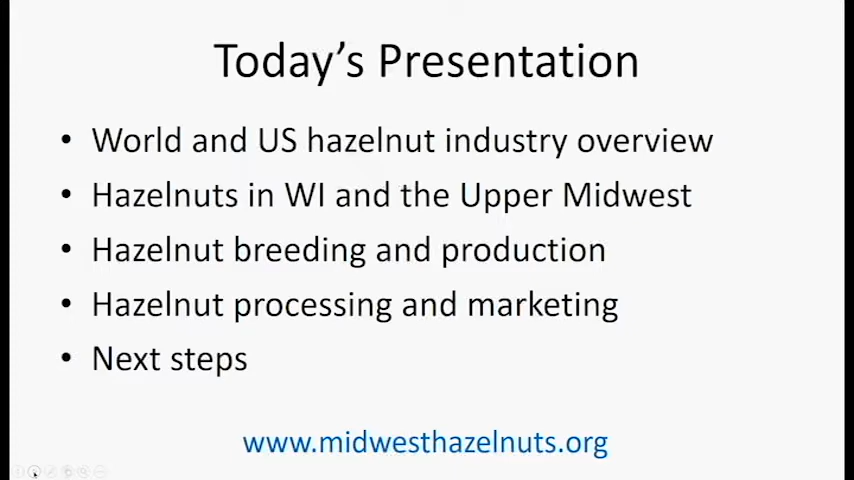 Today's Presentation
• World and US hazelnut industry overview
• Hazelnuts in WI and the Upper Midwest
• Hazelnut breeding and production
• Hazelnut processing and marketing
• Next steps
www.midwesthazelnuts.org